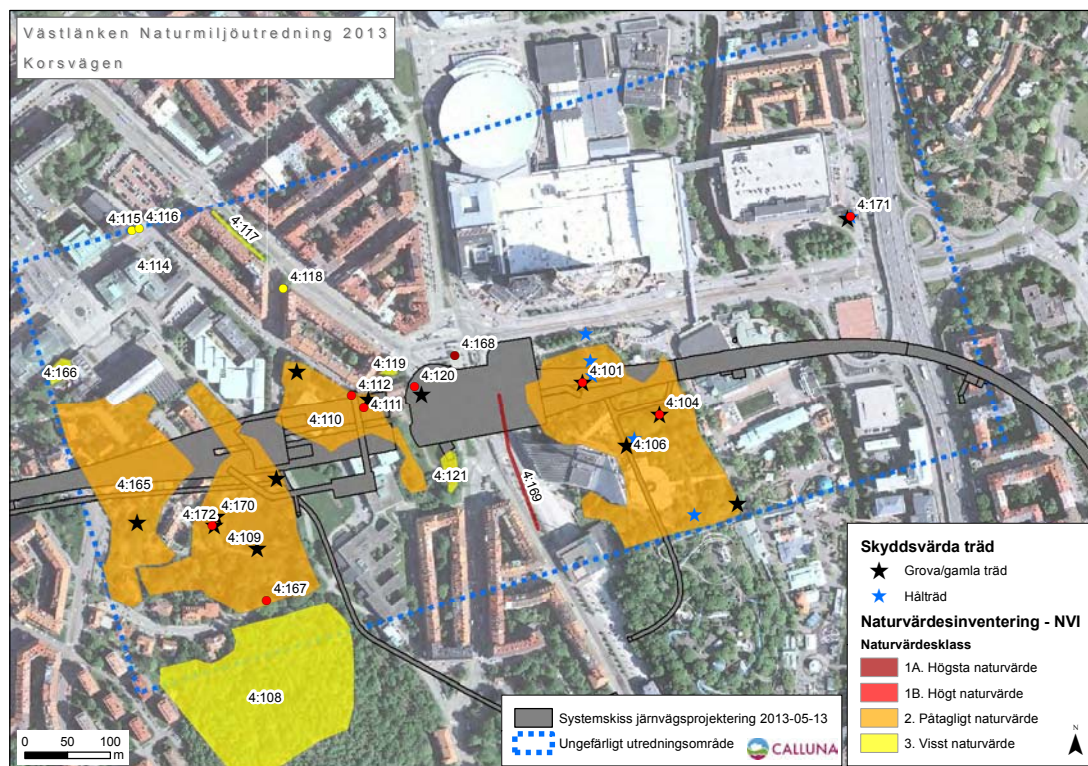 Västlänken Naturmiljöutredning 2013
Korsvägen
4:171
4:115
4:116
4:117
4:114
4:118
4:168
4:119
4:166
4:101
4:112
4:120
4:111
4:104
4:110
4:106
4:121
4:165
4:169
4:170
4:172
4:109
4:167
4:108
Skyddsvärda träd
Grova/gamla träd
Hålträd
Naturvärdesinventering - NVI
Naturvärdesklass
1A. Högsta naturvärde
1B. Högt naturvärde
2. Påtagligt naturvärde
3. Visst naturvärde
Systemskiss järnvägsprojektering 2013-05-13
Ungefärligt utredningsområde
CALLUNA
0 50 100
m
N